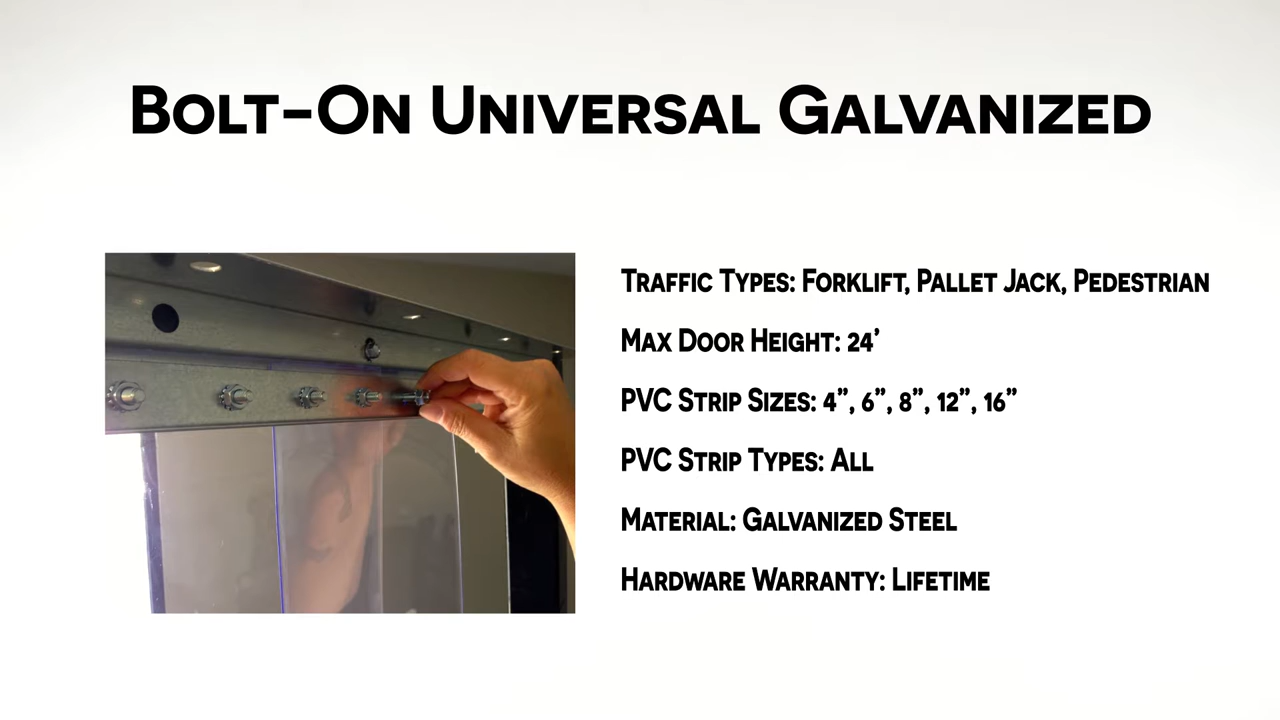 Bolt-On Universal Galvanized
Traffic Types: Forklift, Pallet Jack, Pedestrian
Max Door Height: 24’
PVC Strip Sizes: 4”, 6”, 8”, 12”, 16”
PVC Strip Types: All
Material: Galvanized Steel
Hardware Warranty: Lifetime